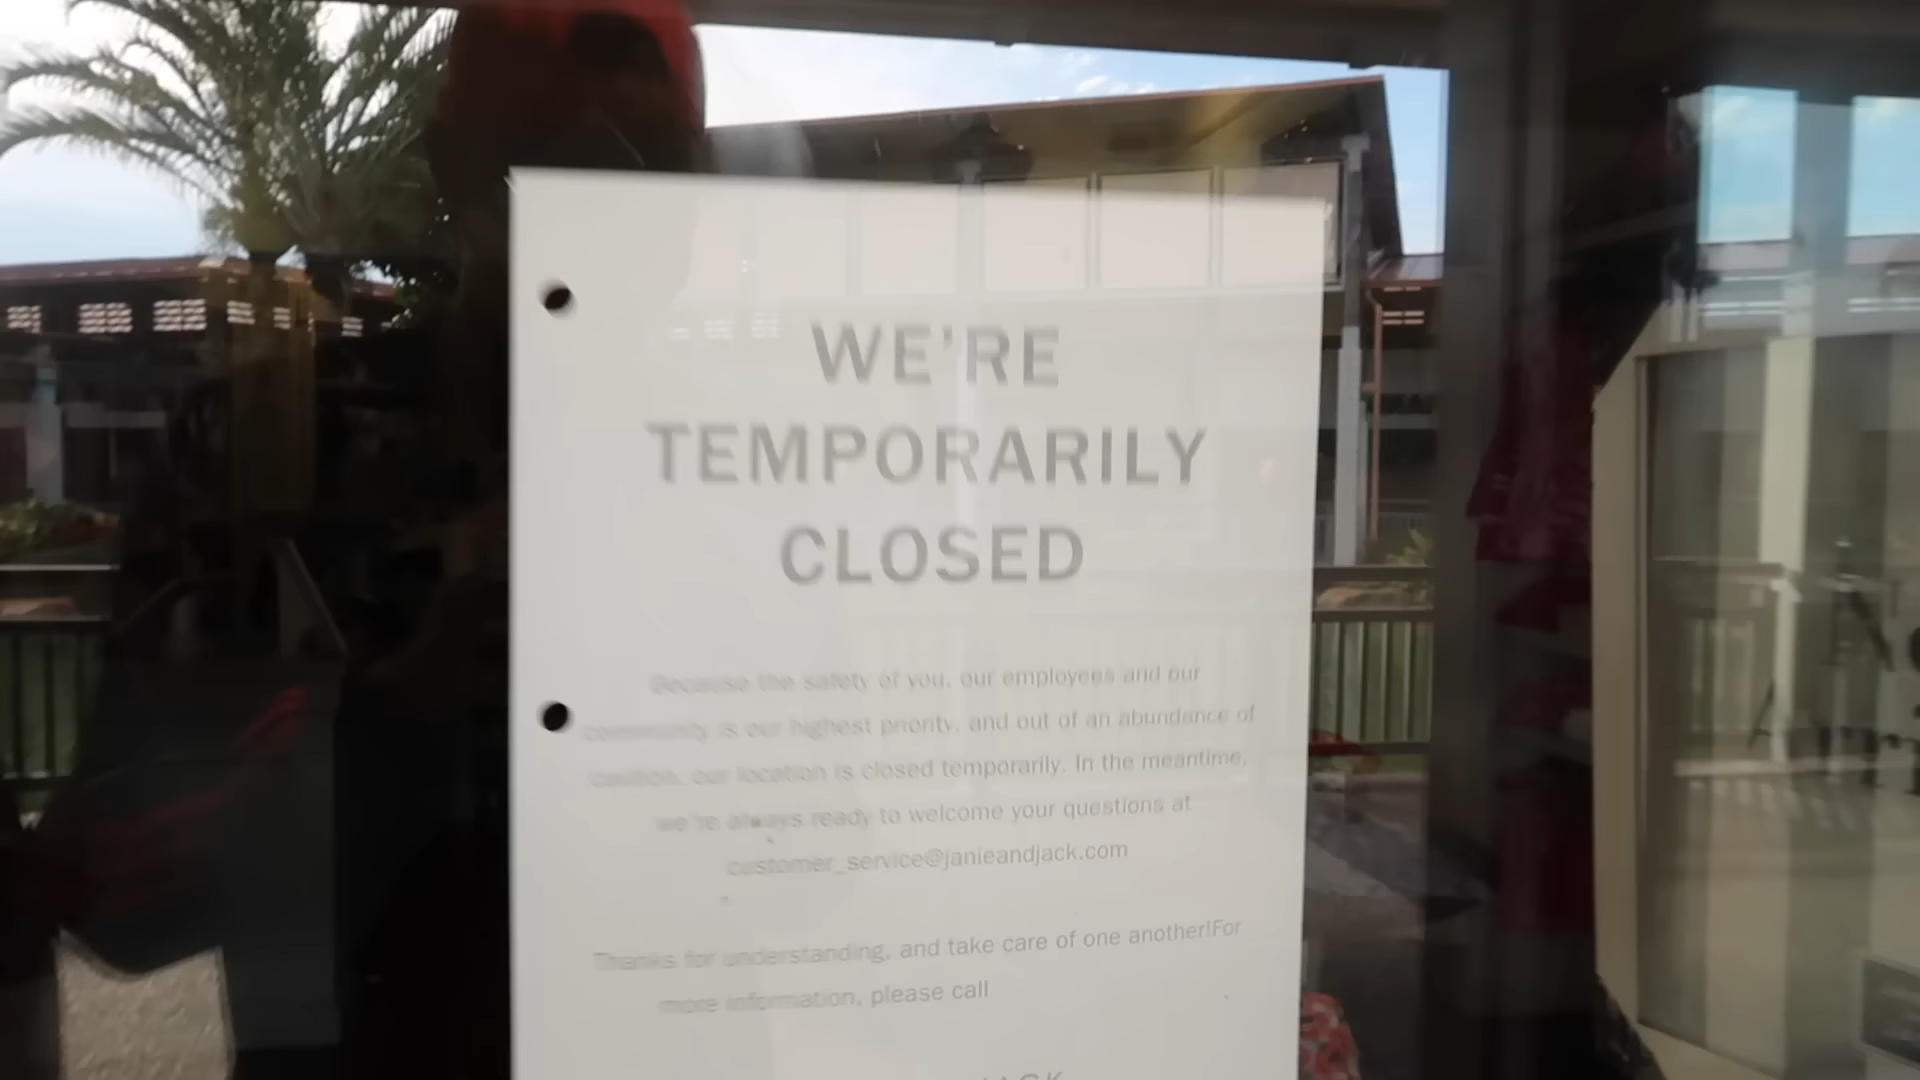 WE'RE
TEMPORARILY
CLOSED
Because the safety of you, our employees and our
community is our highest priority, and out of an abundance of
caution, our location is closed temporarily. In the meantime,
we're always ready to welcome your questions at
customer_service@janieandjack.com
Thanks for understanding, and take care of one another!For
more information, please call